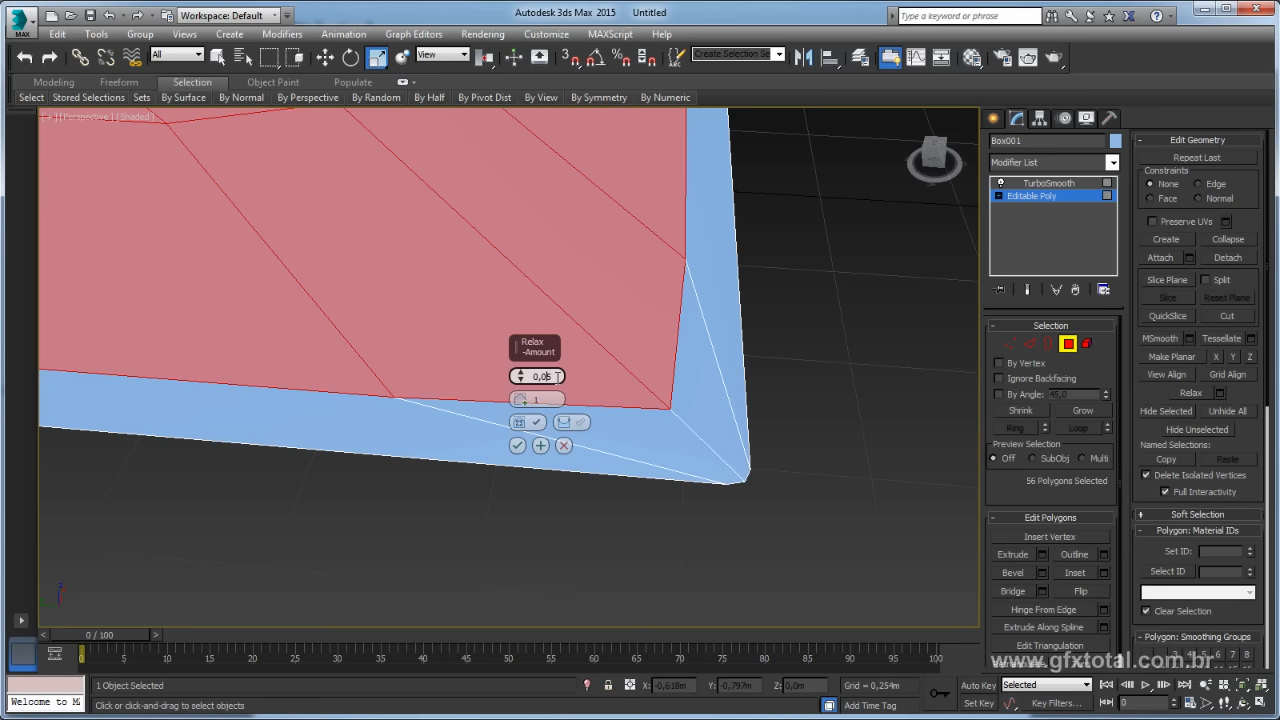 Workspace: Default
Autodesk 3ds Max 2015 Untitled
Type a keyword or phrase
MAX
Edit Tools Group Views Create Modifiers Animation Graph Editors Rendering Customize MAXScript Help
All
View
3
Create Selection Se
Modeling Freeform Selection Object Paint Populate
Select Stored Selections Sets By Surface By Normal By Perspective By Random By Half By Pivot Dist By View By Symmetry By Numeric
[+] [Perspective] [Shaded]
Relax
-Amount
0,05
1
Box001
Modifier List
TurboSmooth
Editable Poly
Selection
By Vertex
Ignore Backfacing
By Angle: 45,0
Shrink Grow
Ring Loop
Preview Selection
Off SubObj Multi
56 Polygons Selected
Edit Polygons
Insert Vertex
Extrude Outline
Bevel Inset
Bridge Flip
Hinge From Edge
Extrude Along Spline
Edit Triangulation
Edit Geometry
Repeat Last
Constraints
None Edge
Face Normal
Preserve UVs
Create Collapse
Attach Detach
Slice Plane Split
Slice Reset Plane
QuickSlice Cut
MSmooth Tessellate
Make Planar X Y Z
View Align Grid Align
Relax
Hide Selected Unhide All
Hide Unselected
Named Selections:
Copy Paste
Delete Isolated Vertices
Full Interactivity
Soft Selection
Polygon: Material IDs
Set ID:
Select ID
Clear Selection
Polygon: Smoothing Groups
www.gfxtotal.com.br
0 / 100
0 5 10 15 20 25 30 35 40 45 50 55 60 65 70 75 80 85 90 95 100
1 Object Selected
X: -0,618m Y: -0,797m Z: 0,0m Grid = 0,254m
Auto Key Selected
Welcome to M
Click or click-and-drag to select objects
Add Time Tag
Set Key Key Filters...
0